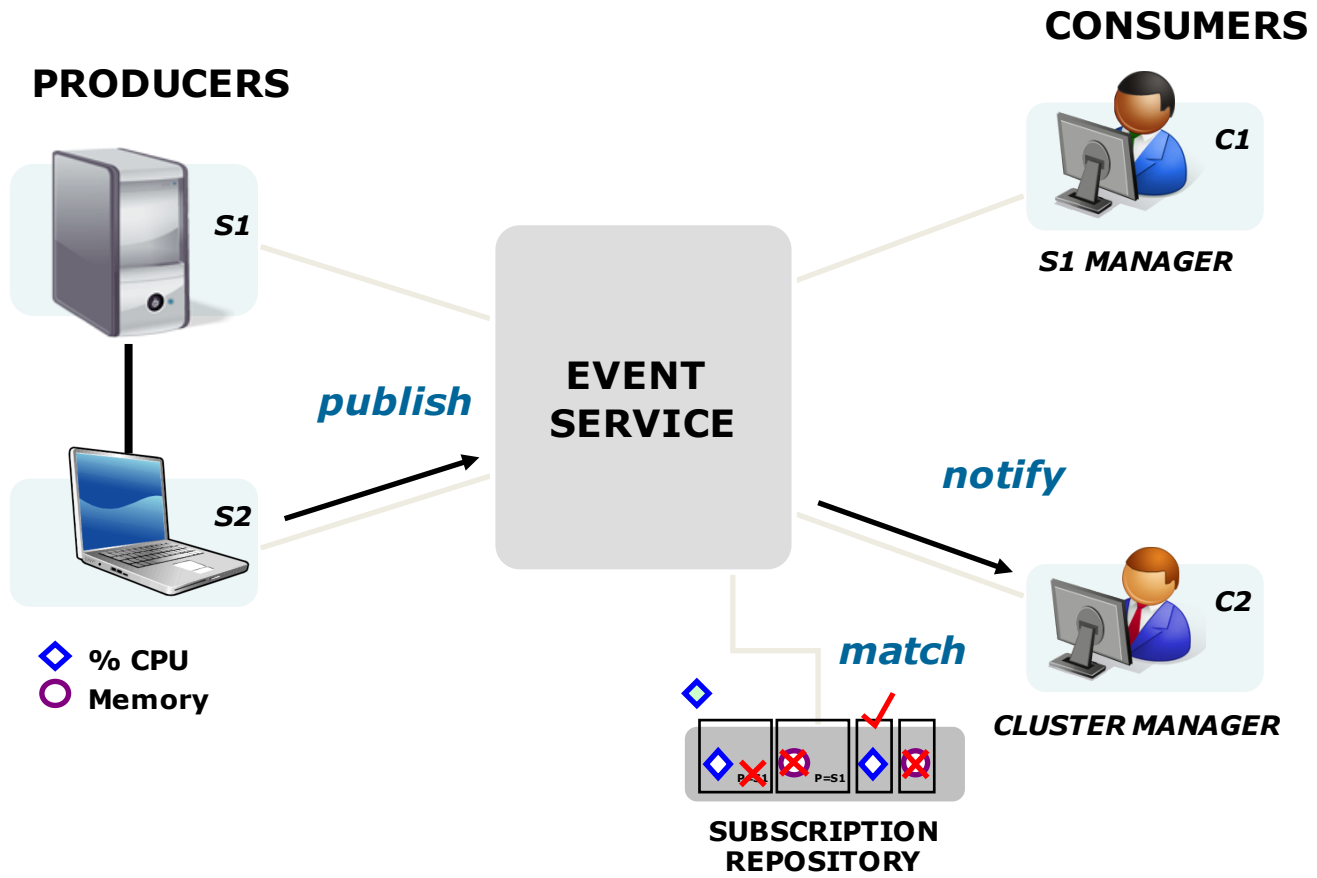 CONSUMERS
PRODUCERS
C1
S1
S1 MANAGER
EVENT
SERVICE
publish
notify
S2
C2
match
% CPU
Memory
CLUSTER MANAGER
P=S1
P=S1
SUBSCRIPTION
REPOSITORY